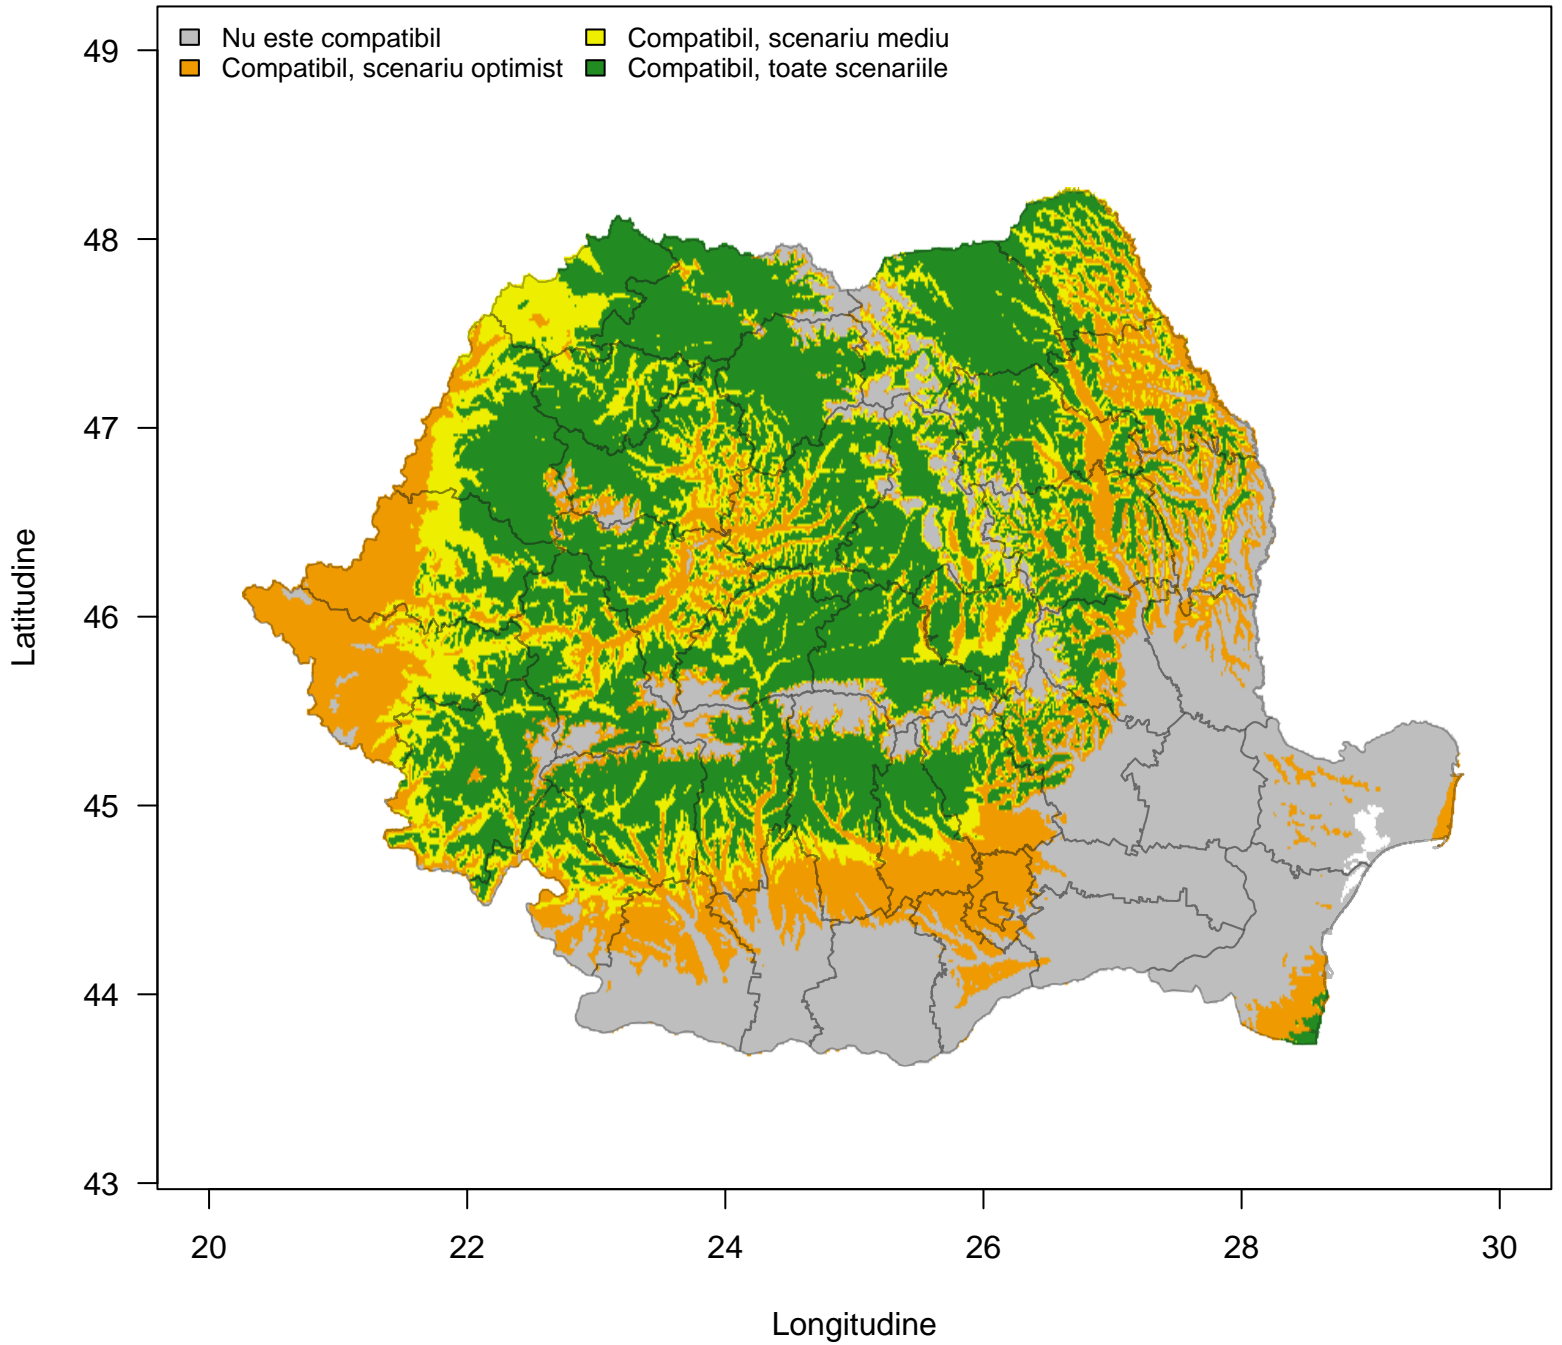 Nu este compatibil
Compatibil, scenariu optimist
Compatibil, scenariu mediu
Compatibil, toate scenariile
49
48
47
46
45
44
43
Latitudine
20 22 24 26 28 30
Longitudine